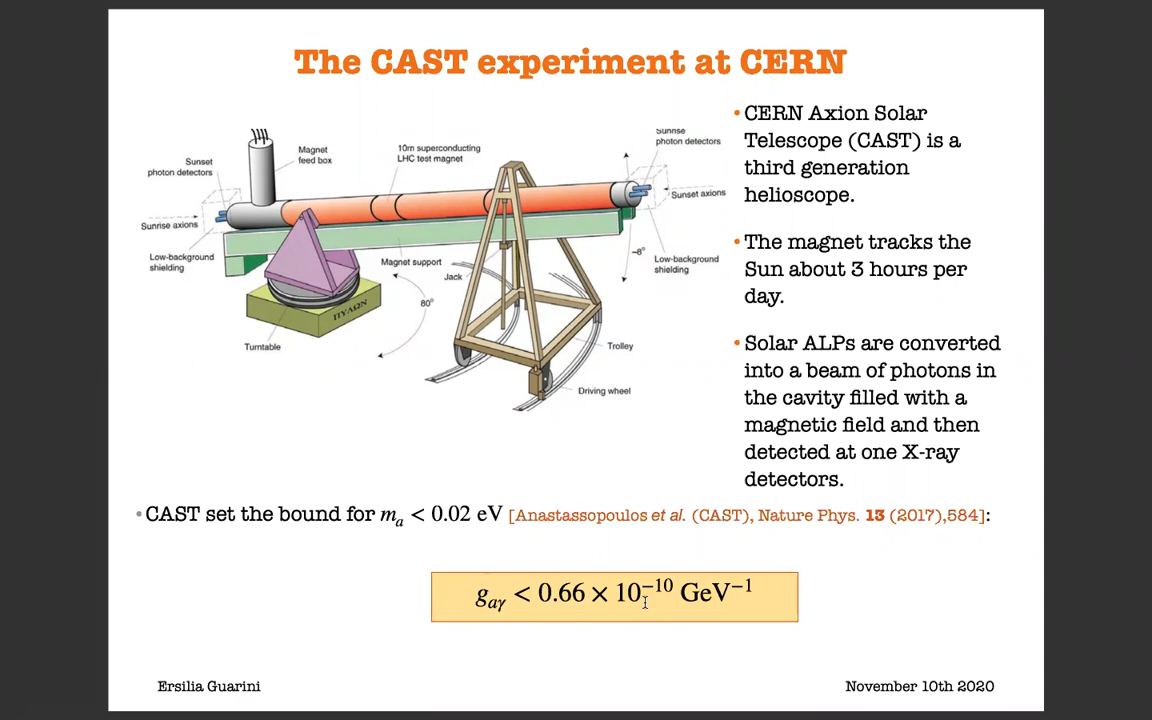 The CAST experiment at CERN
Sunset
photon detectors
Magnet
feed box
10m superconducting
LHC test magnet
Sunrise
photon detectors
Sunset axions
Sunrise axions
Low-background
shielding
Magnet support
Jack
80°
–8°
Low-background
shielding
ΠΥΛΩΝ
Turntable
Trolley
Driving wheel
•CERN Axion Solar
Telescope (CAST) is a
third generation
helioscope.
•The magnet tracks the
Sun about 3 hours per
day.
•Solar ALPs are converted
into a beam of photons in
the cavity filled with a
magnetic field and then
detected at one X-ray
detectors.
•CAST set the bound for mₐ < 0.02 eV [Anastassopoulos et al. (CAST), Nature Phys. 13 (2017),584]:
g_{aγ} < 0.66 × 10⁻¹⁰ GeV⁻¹
Ersilia Guarini
November 10th 2020